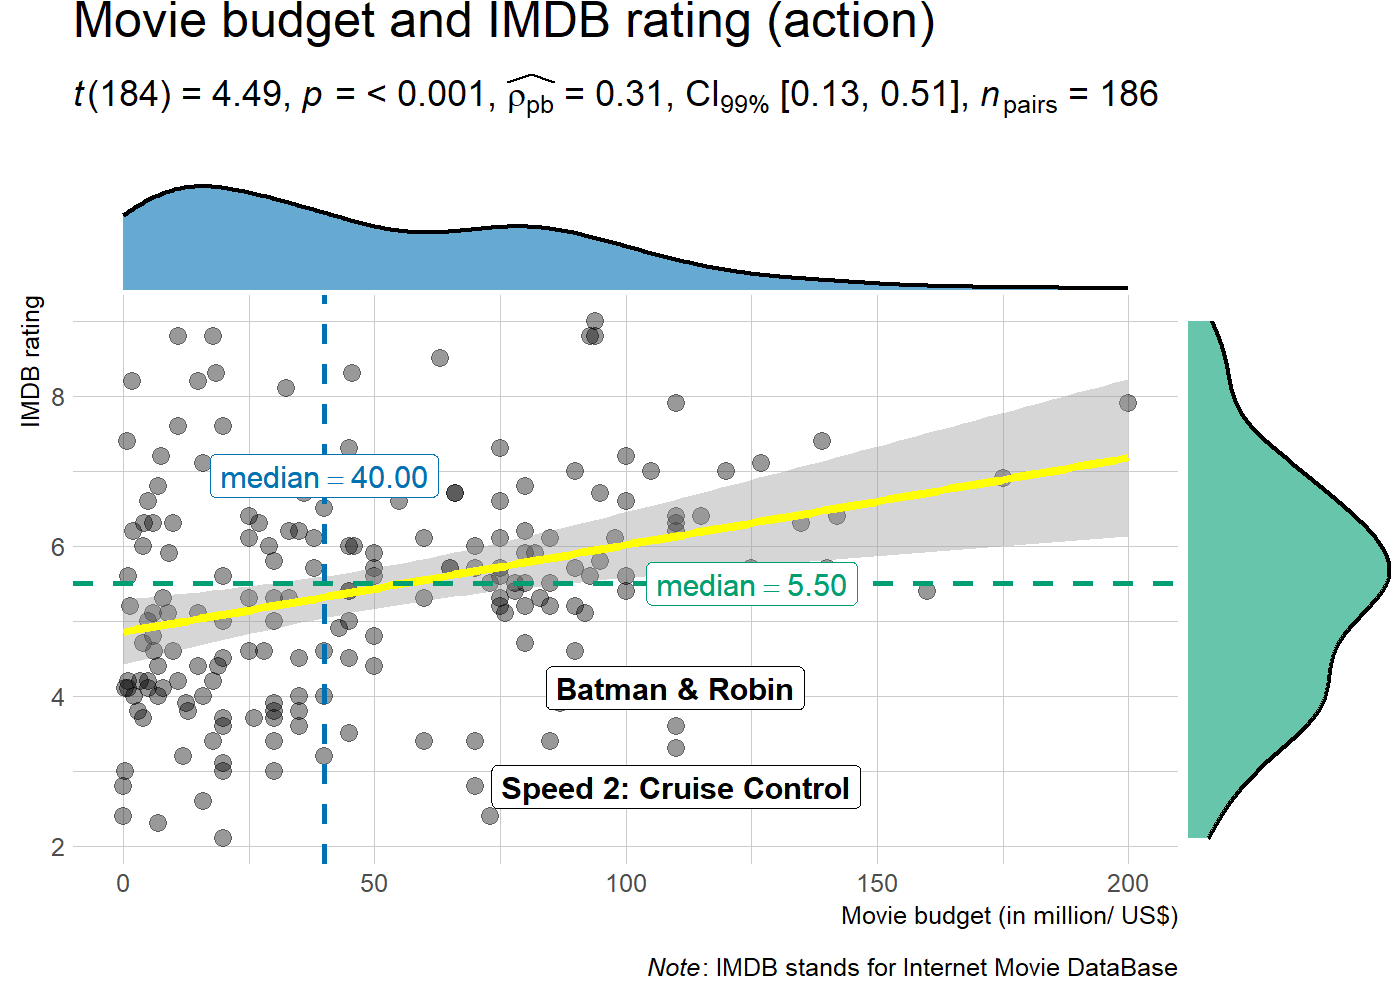 Movie budget and IMDB rating (action)
t(184) = 4.49, p = < 0.001, ρ̂pb = 0.31, CI99% [0.13, 0.51], npairs = 186
IMDB rating
8
6
4
2
median = 40.00
median = 5.50
Batman & Robin
Speed 2: Cruise Control
0 50 100 150 200
Movie budget (in million/ US$)
Note: IMDB stands for Internet Movie DataBase